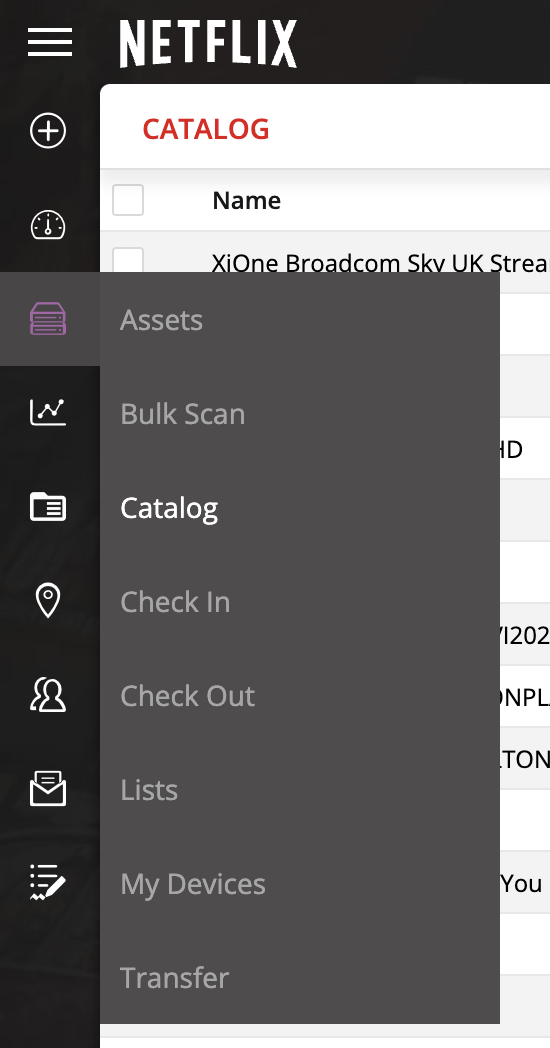 NETFLIX
CATALOG
Name
XiOne Broadcom Sky UK Strea
Assets
Bulk Scan
HD
Catalog
Check In
VI202
Check Out
ONPL
LTON
Lists
My Devices
You
Transfer